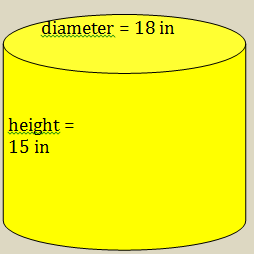 diameter = 18 in
height =
15 in